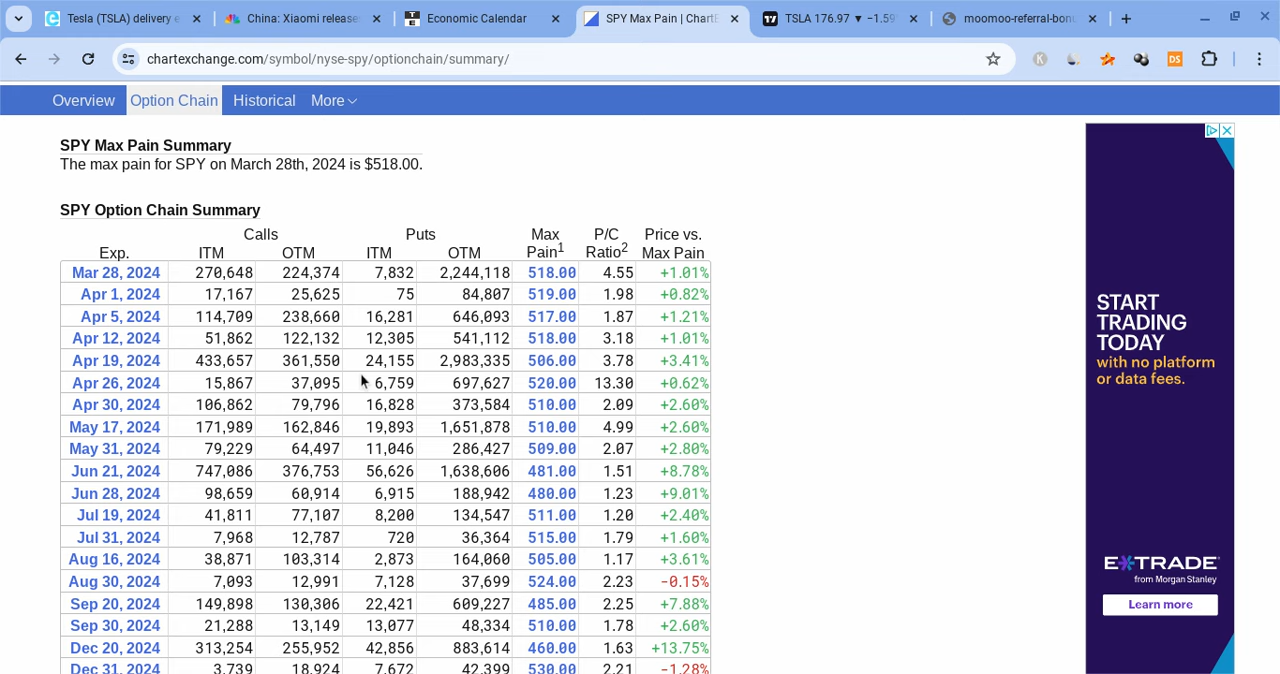 Tesla (TSLA) delivery e
China: Xiaomi release
Economic Calendar
SPY Max Pain | ChartE
TSLA 176.97 ▼ −1.59%
moomoo-referral-bonu
chartexchange.com/symbol/nyse-spy/optionchain/summary/
K
DS
Overview Option Chain Historical More
SPY Max Pain Summary
The max pain for SPY on March 28th, 2024 is $518.00.
SPY Option Chain Summary
Calls Puts Max P/C Price vs.
Exp. ITM OTM ITM OTM Pain1 Ratio2 Max Pain
Mar 28, 2024 270,648 224,374 7,832 2,244,118 518.00 4.55 +1.01%
Apr 1, 2024 17,167 25,625 75 84,807 519.00 1.98 +0.82%
Apr 5, 2024 114,709 238,660 16,281 646,093 517.00 1.87 +1.21%
Apr 12, 2024 51,862 122,132 12,305 541,112 518.00 3.18 +1.01%
Apr 19, 2024 433,657 361,550 24,155 2,983,335 506.00 3.78 +3.41%
Apr 26, 2024 15,867 37,095 6,759 697,627 520.00 13.30 +0.62%
Apr 30, 2024 106,862 79,796 16,828 373,584 510.00 2.09 +2.60%
May 17, 2024 171,989 162,846 19,893 1,651,878 510.00 4.99 +2.60%
May 31, 2024 79,229 64,497 11,046 286,427 509.00 2.07 +2.80%
Jun 21, 2024 747,086 376,753 56,626 1,638,606 481.00 1.51 +8.78%
Jun 28, 2024 98,659 60,914 6,915 188,942 480.00 1.23 +9.01%
Jul 19, 2024 41,811 77,107 8,200 134,547 511.00 1.20 +2.40%
Jul 31, 2024 7,968 12,787 720 36,364 515.00 1.79 +1.60%
Aug 16, 2024 38,871 103,314 2,873 164,060 505.00 1.17 +3.61%
Aug 30, 2024 7,093 12,991 7,128 37,699 524.00 2.23 -0.15%
Sep 20, 2024 149,898 130,306 22,421 609,227 485.00 2.25 +7.88%
Sep 30, 2024 21,288 13,149 13,077 48,334 510.00 1.78 +2.60%
Dec 20, 2024 313,254 255,952 42,856 883,614 460.00 1.63 +13.75%
Dec 31, 2024 3,739 18,924 7,672 42,399 530.00 2.21 -1.28%
START
TRADING
TODAY
with no platform
or data fees.
E*TRADE
from Morgan Stanley
Learn more